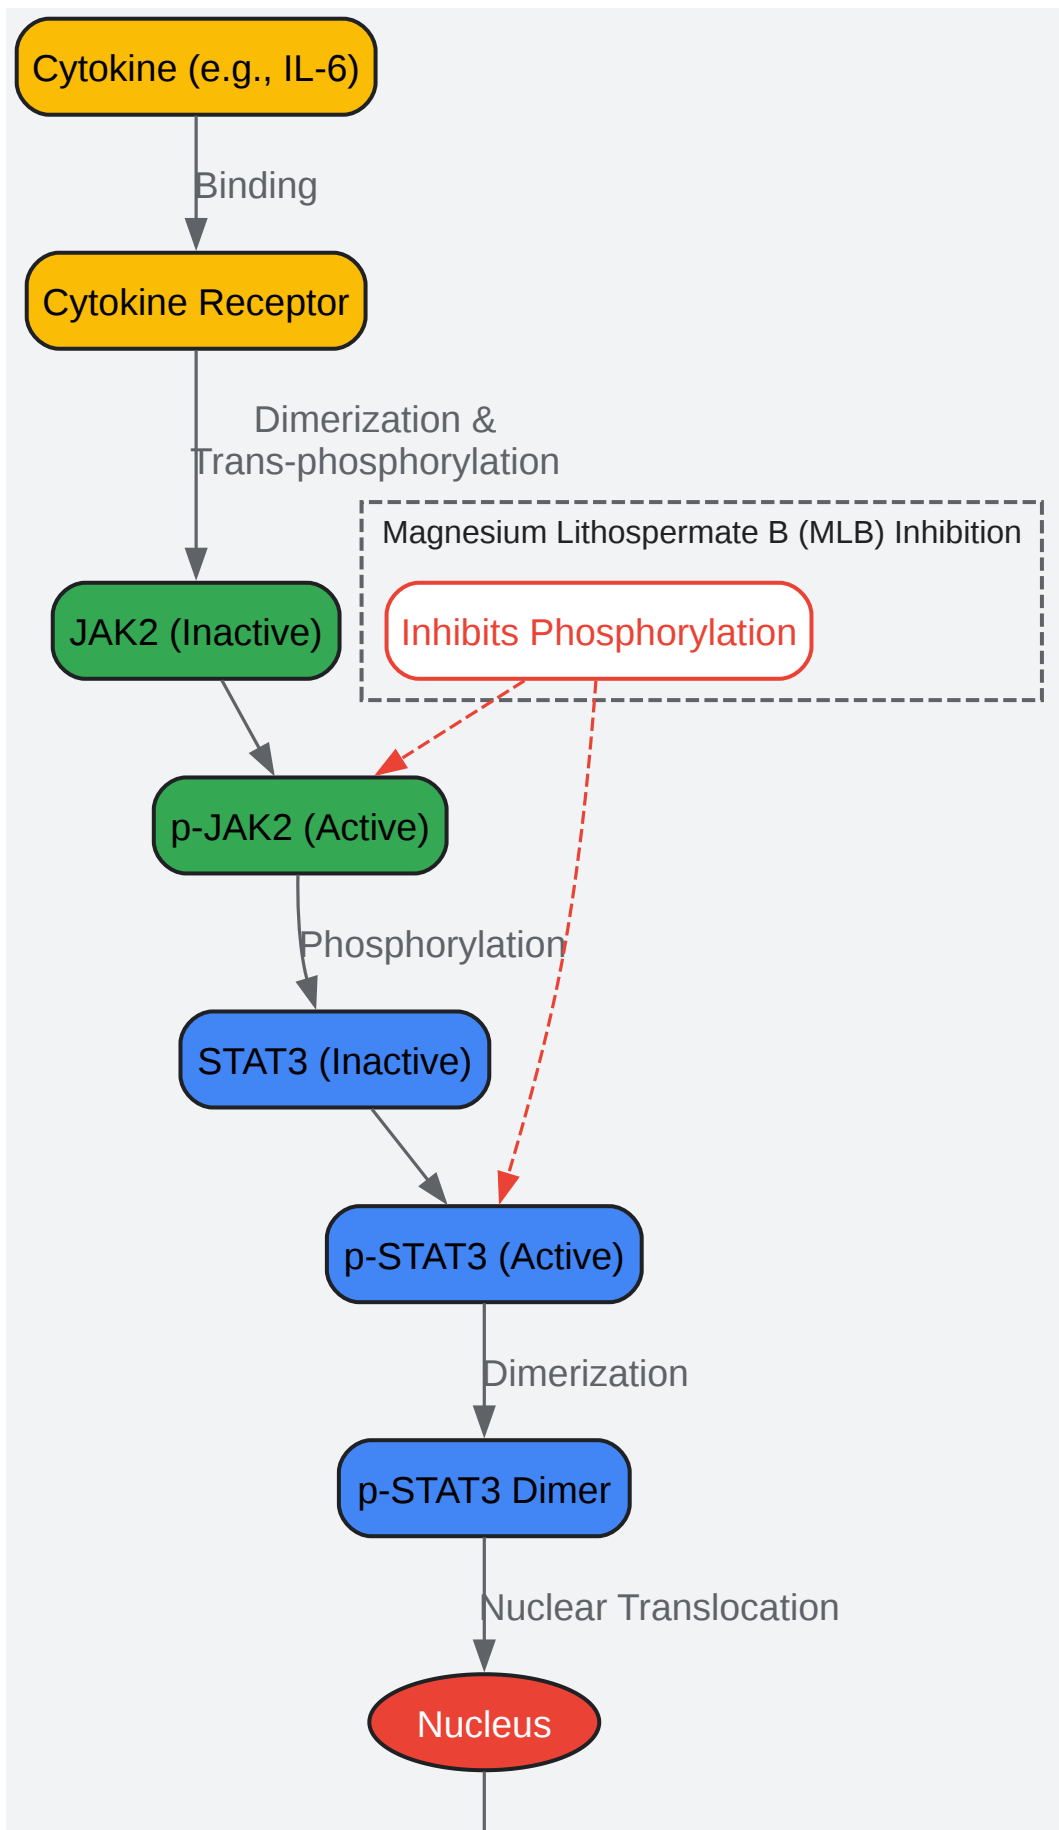 Cytokine (e.g., IL-6)
Binding
Cytokine Receptor
Dimerization &
Trans-phosphorylation
Magnesium Lithospermate B (MLB) Inhibition
JAK2 (Inactive)
Inhibits Phosphorylation
p-JAK2 (Active)
Phosphorylation
STAT3 (Inactive)
p-STAT3 (Active)
Dimerization
p-STAT3 Dimer
Nuclear Translocation
Nucleus